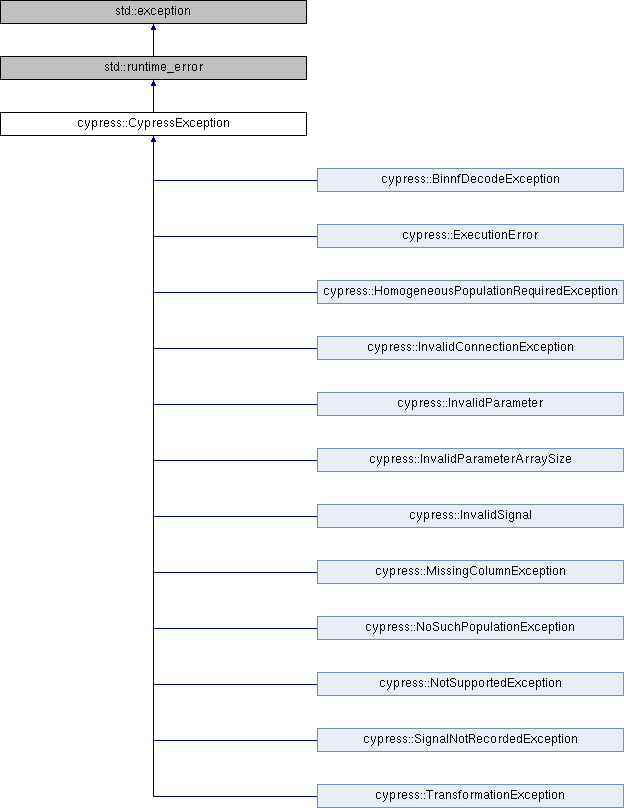 std::exception
std::runtime_error
cypress::CypressException
cypress::BinnfDecodeException
cypress::ExecutionError
cypress::HomogeneousPopulationRequiredException
cypress::InvalidConnectionException
cypress::InvalidParameter
cypress::InvalidParameterArraySize
cypress::InvalidSignal
cypress::MissingColumnException
cypress::NoSuchPopulationException
cypress::NotSupportedException
cypress::SignalNotRecordedException
cypress::TransformationException